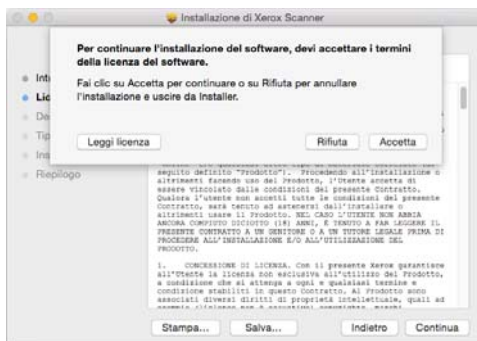 Installazione di Xerox Scanner
Per continuare l'installazione del software, devi accettare i termini
della licenza del software.
Fai clic su Accetta per continuare o su Rifiuta per annullare
l'installazione e uscire da Installer.
Leggi licenza
Rifiuta
Accetta
Int
Lic
De
Tip
Ins
Riepilogo
seguito definito "Prodotto"). Procedendo all'installazione o
altrimenti facendo uso del Prodotto, l'Utente accetta di
essere vincolato dalle condizioni del presente Contratto.
Qualora l'utente non accetti tutte le condizioni del presente
Contratto, sarà tenuto ad astenersi dall'installare o
altrimenti usare il Prodotto. NEL CASO L'UTENTE NON ABBIA
ANCORA COMPIUTO DICIOTTO (18) ANNI, È TENUTO A FAR LEGGERE IL
PRESENTE CONTRATTO A UN GENITORE O A UN TUTORE LEGALE PRIMA DI
PROCEDERE ALL'INSTALLAZIONE E/O ALL'UTILIZZAZIONE DEL
PRODOTTO.
1. CONCESSIONE DI LICENZA. Con il presente Xerox garantisce
all'Utente la licenza non esclusiva all'utilizzo del Prodotto,
a condizione che si attenga a ogni e qualsiasi termine e
condizione stabiliti in questo Contratto. Al Prodotto sono
associati diversi diritti di proprietà intellettuale, quali ad
Stampa...
Salva...
Indietro
Continua